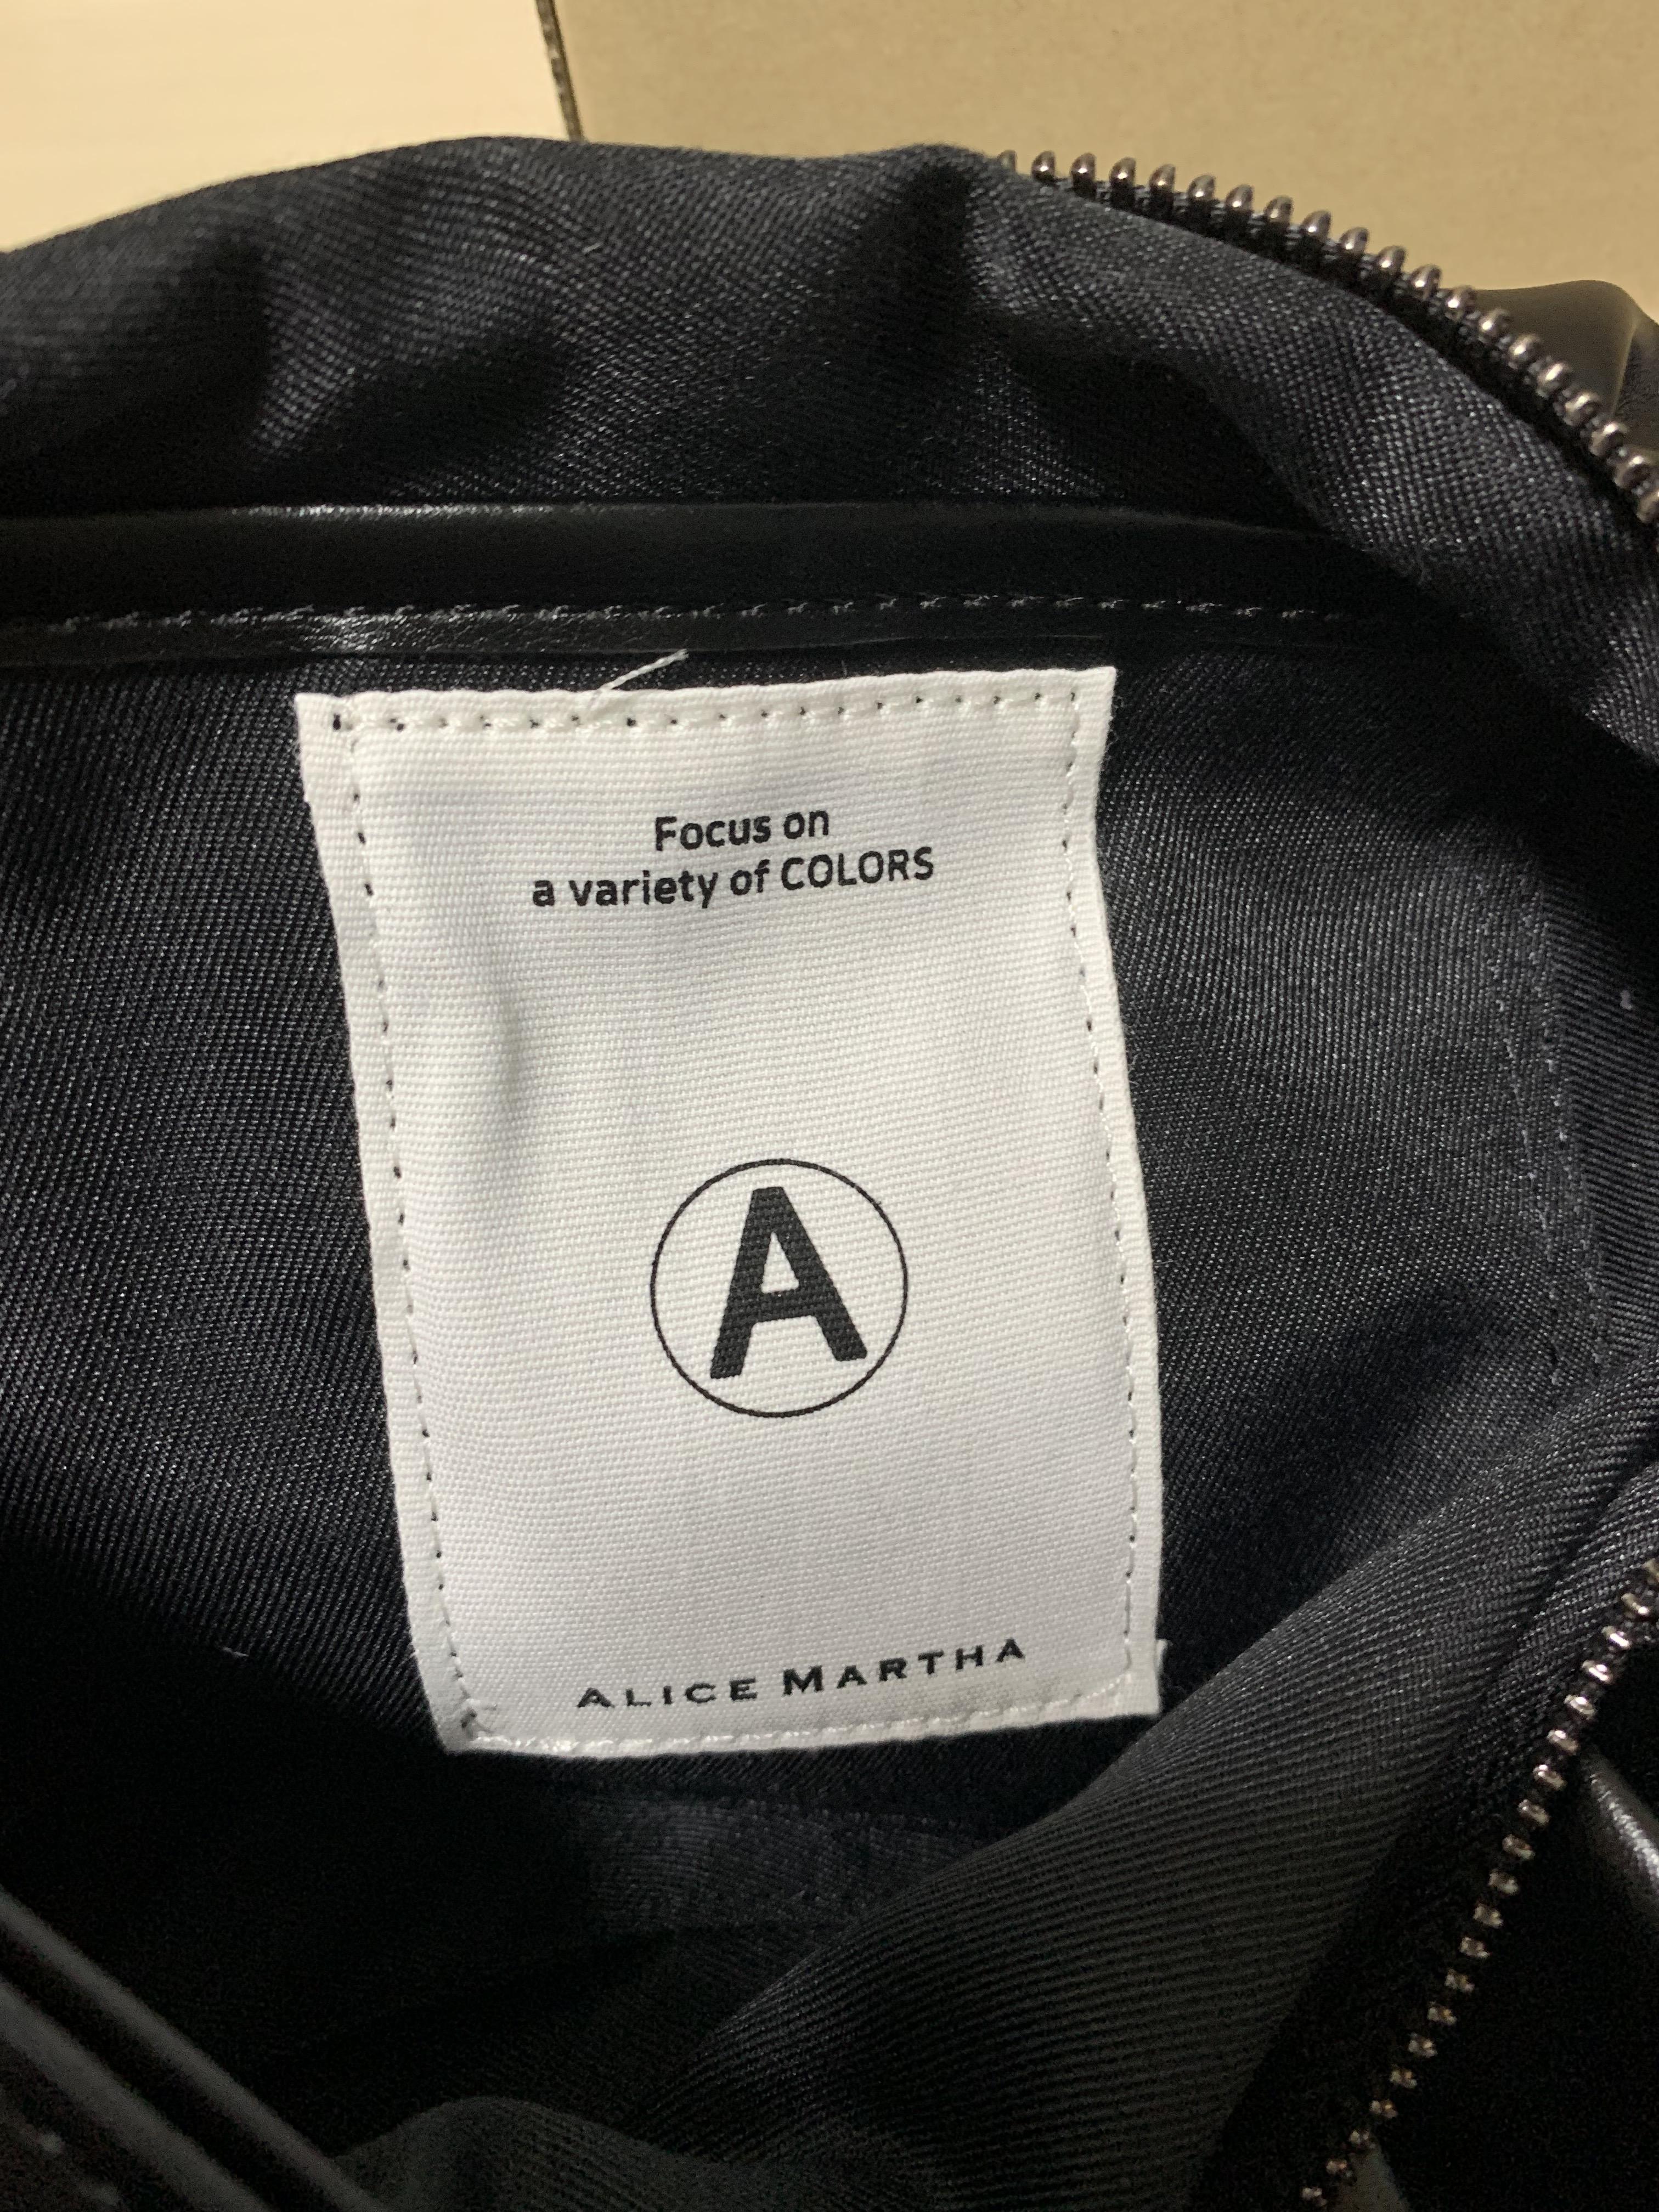 Focus on
a variety of COLORS
A
ALICE MARTHA